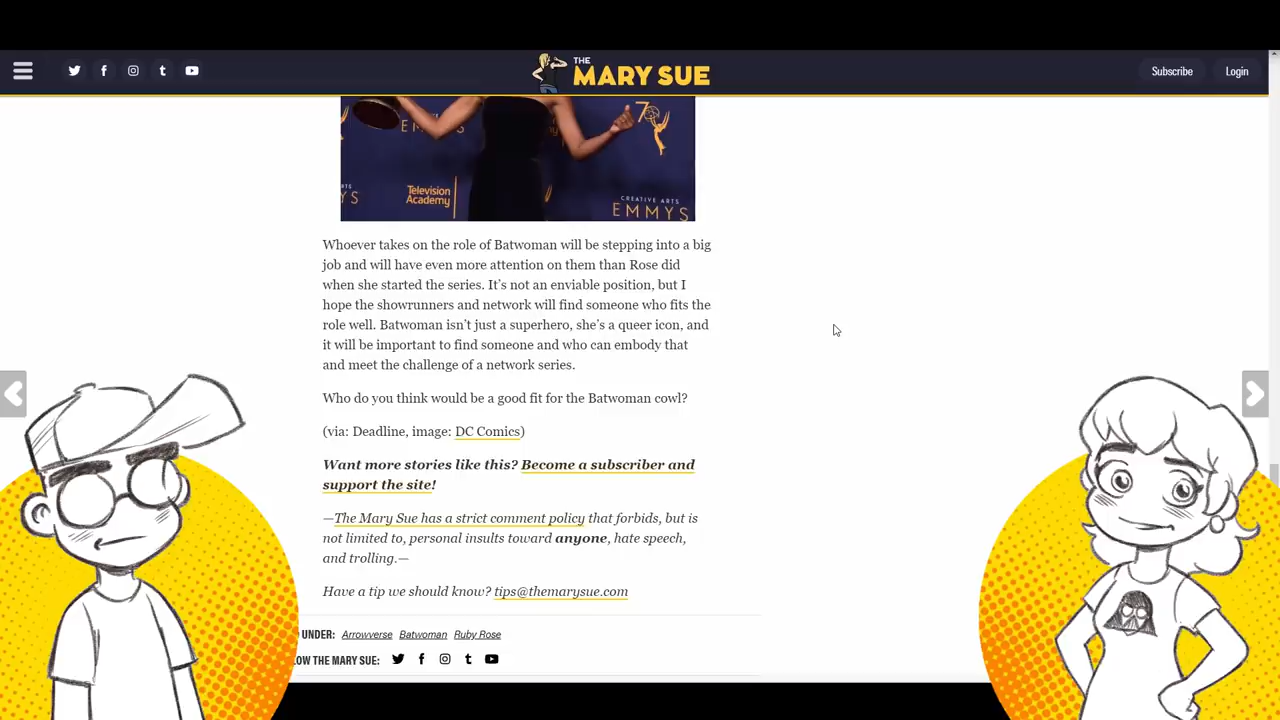 THE
MARY SUE
Subscribe
Login
EM
Television
Academy
CREATIVE ARTS
EMMYS
Whoever takes on the role of Batwoman will be stepping into a big
job and will have even more attention on them than Rose did
when she started the series. It's not an enviable position, but I
hope the showrunners and network will find someone who fits the
role well. Batwoman isn't just a superhero, she's a queer icon, and
it will be important to find someone and who can embody that
and meet the challenge of a network series.
Who do you think would be a good fit for the Batwoman cowl?
(via: Deadline, image: DC Comics)
Want more stories like this? Become a subscriber and
support the site!
—The Mary Sue has a strict comment policy that forbids, but is
not limited to, personal insults toward anyone, hate speech,
and trolling.—
Have a tip we should know? tips@themarysue.com
UNDER: Arrowverse Batwoman Ruby Rose
LOW THE MARY SUE: